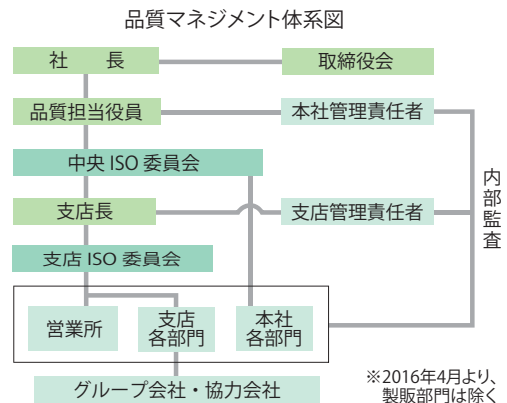 品質マネジメント体系図
社 長
取締役会
品質担当役員
本社管理責任者
中央 ISO 委員会
支店長
支店管理責任者
内部監査
支店 ISO 委員会
営業所
支店
各部門
本社
各部門
グループ会社・協力会社
※2016年4月より、
製販部門は除く